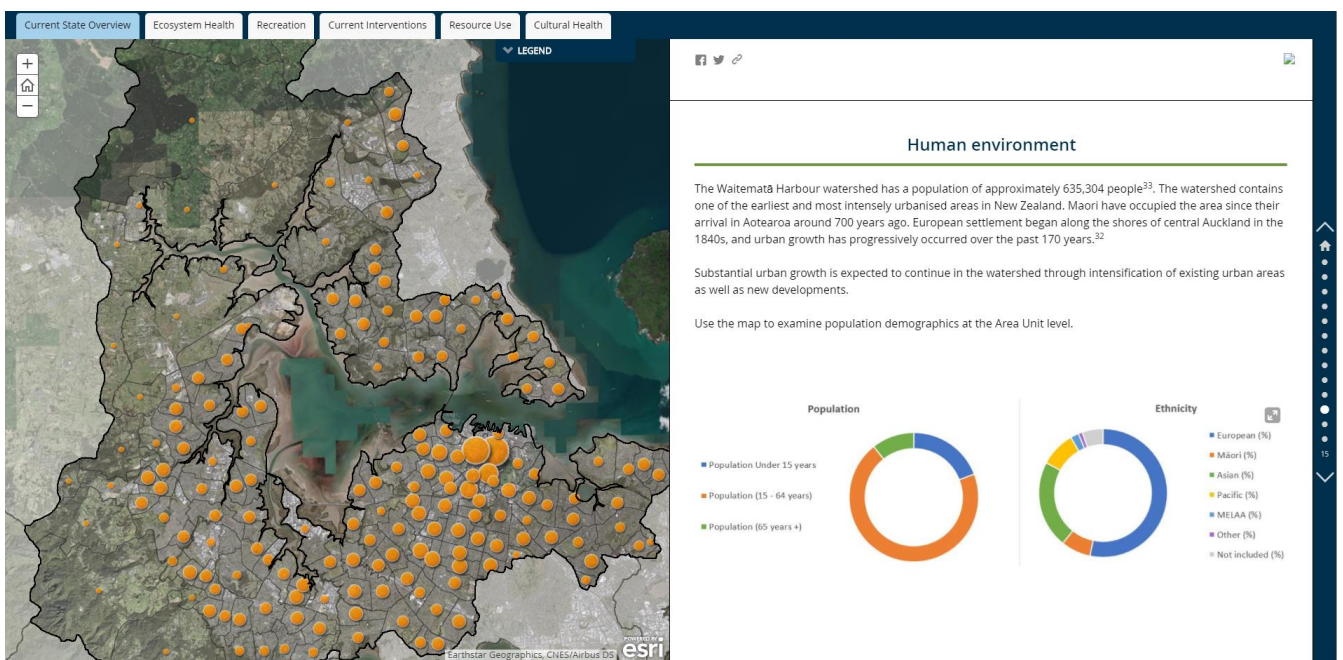 Current State Overview
Ecosystem Health
Recreation
Current Interventions
Resource Use
Cultural Health
LEGEND
Human environment
The Waitematā Harbour watershed has a population of approximately 635,304 people33. The watershed contains
one of the earliest and most intensely urbanised areas in New Zealand. Maori have occupied the area since their
arrival in Aotearoa around 700 years ago. European settlement began along the shores of central Auckland in the
1840s, and urban growth has progressively occurred over the past 170 years.32
Substantial urban growth is expected to continue in the watershed through intensification of existing urban areas
as well as new developments.
Use the map to examine population demographics at the Area Unit level.
Population
Population Under 15 years
Population (15 - 64 years)
Population (65 years +)
Ethnicity
European (%)
Māori (%)
Asian (%)
Pacific (%)
MELAA (%)
Other (%)
Not included (%)
15
POWERED BY
esri
Earthstar Geographics, CNES/Airbus DS